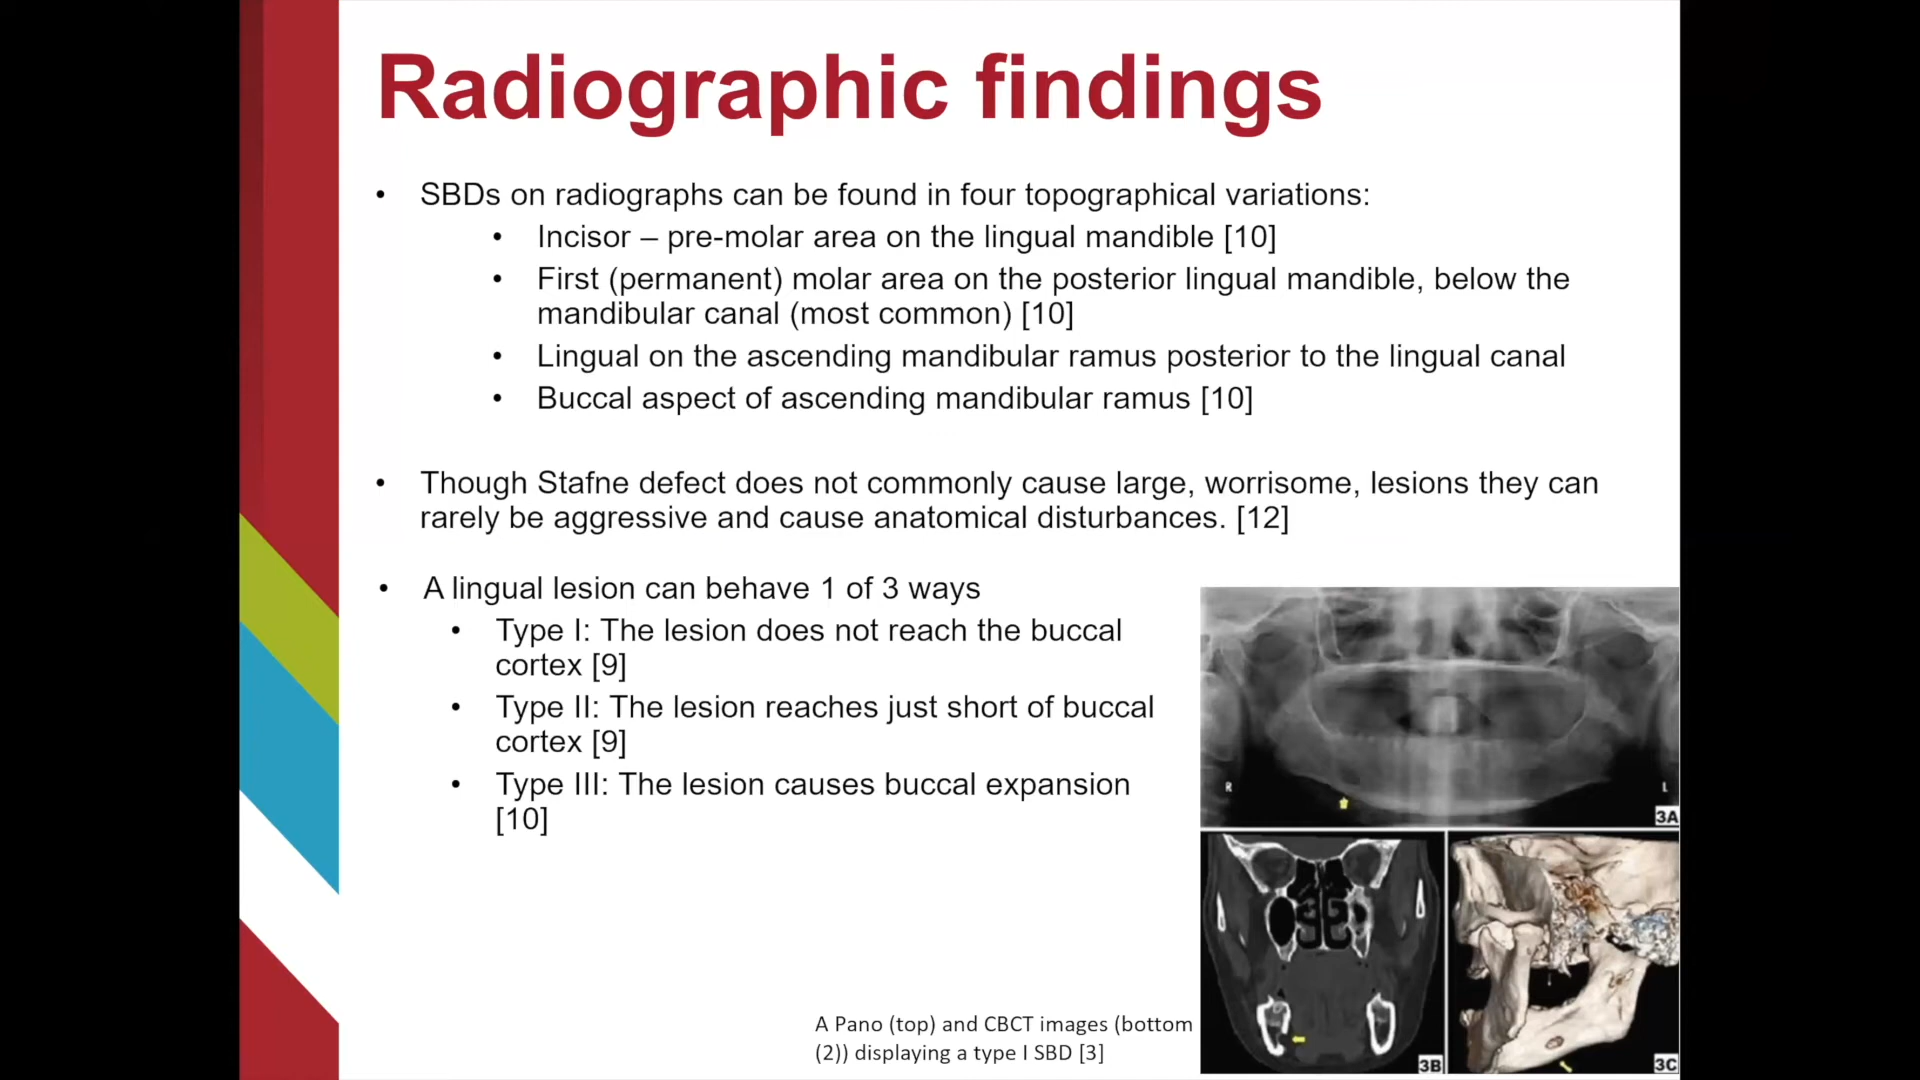 Radiographic findings
• SBDs on radiographs can be found in four topographical variations:
• Incisor – pre-molar area on the lingual mandible [10]
• First (permanent) molar area on the posterior lingual mandible, below the
mandibular canal (most common) [10]
• Lingual on the ascending mandibular ramus posterior to the lingual canal
• Buccal aspect of ascending mandibular ramus [10]
• Though Stafne defect does not commonly cause large, worrisome, lesions they can
rarely be aggressive and cause anatomical disturbances. [12]
• A lingual lesion can behave 1 of 3 ways
• Type I: The lesion does not reach the buccal
cortex [9]
• Type II: The lesion reaches just short of buccal
cortex [9]
• Type III: The lesion causes buccal expansion
[10]
R
L
3A
3B
3C
A Pano (top) and CBCT images (bottom
(2)) displaying a type I SBD [3]